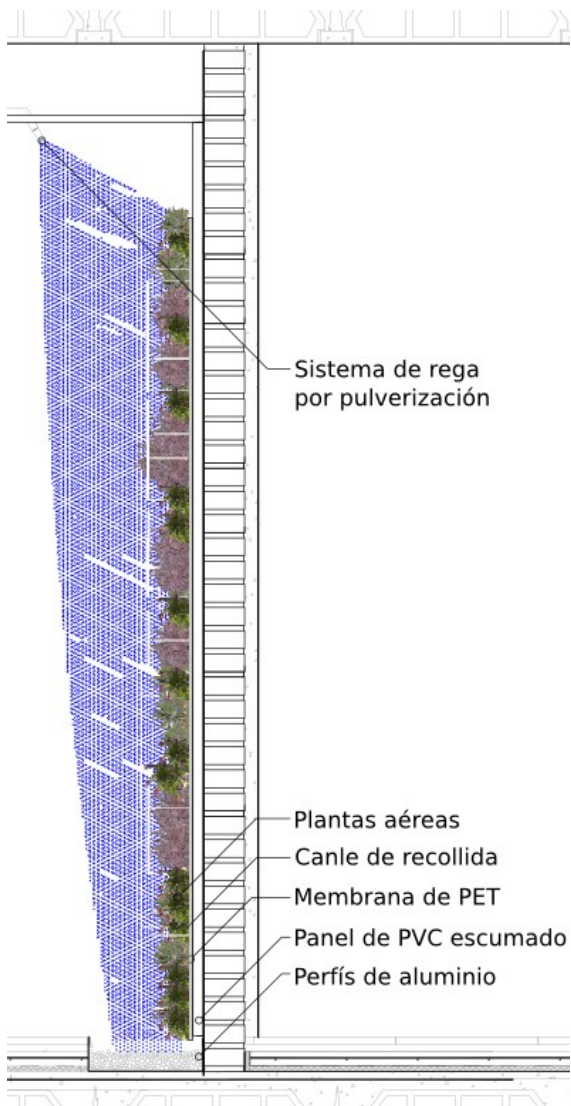 Sistema de rega
por pulverización
Plantas aéreas
Canle de recollida
Membrana de PET
Panel de PVC escumado
Perfís de aluminio